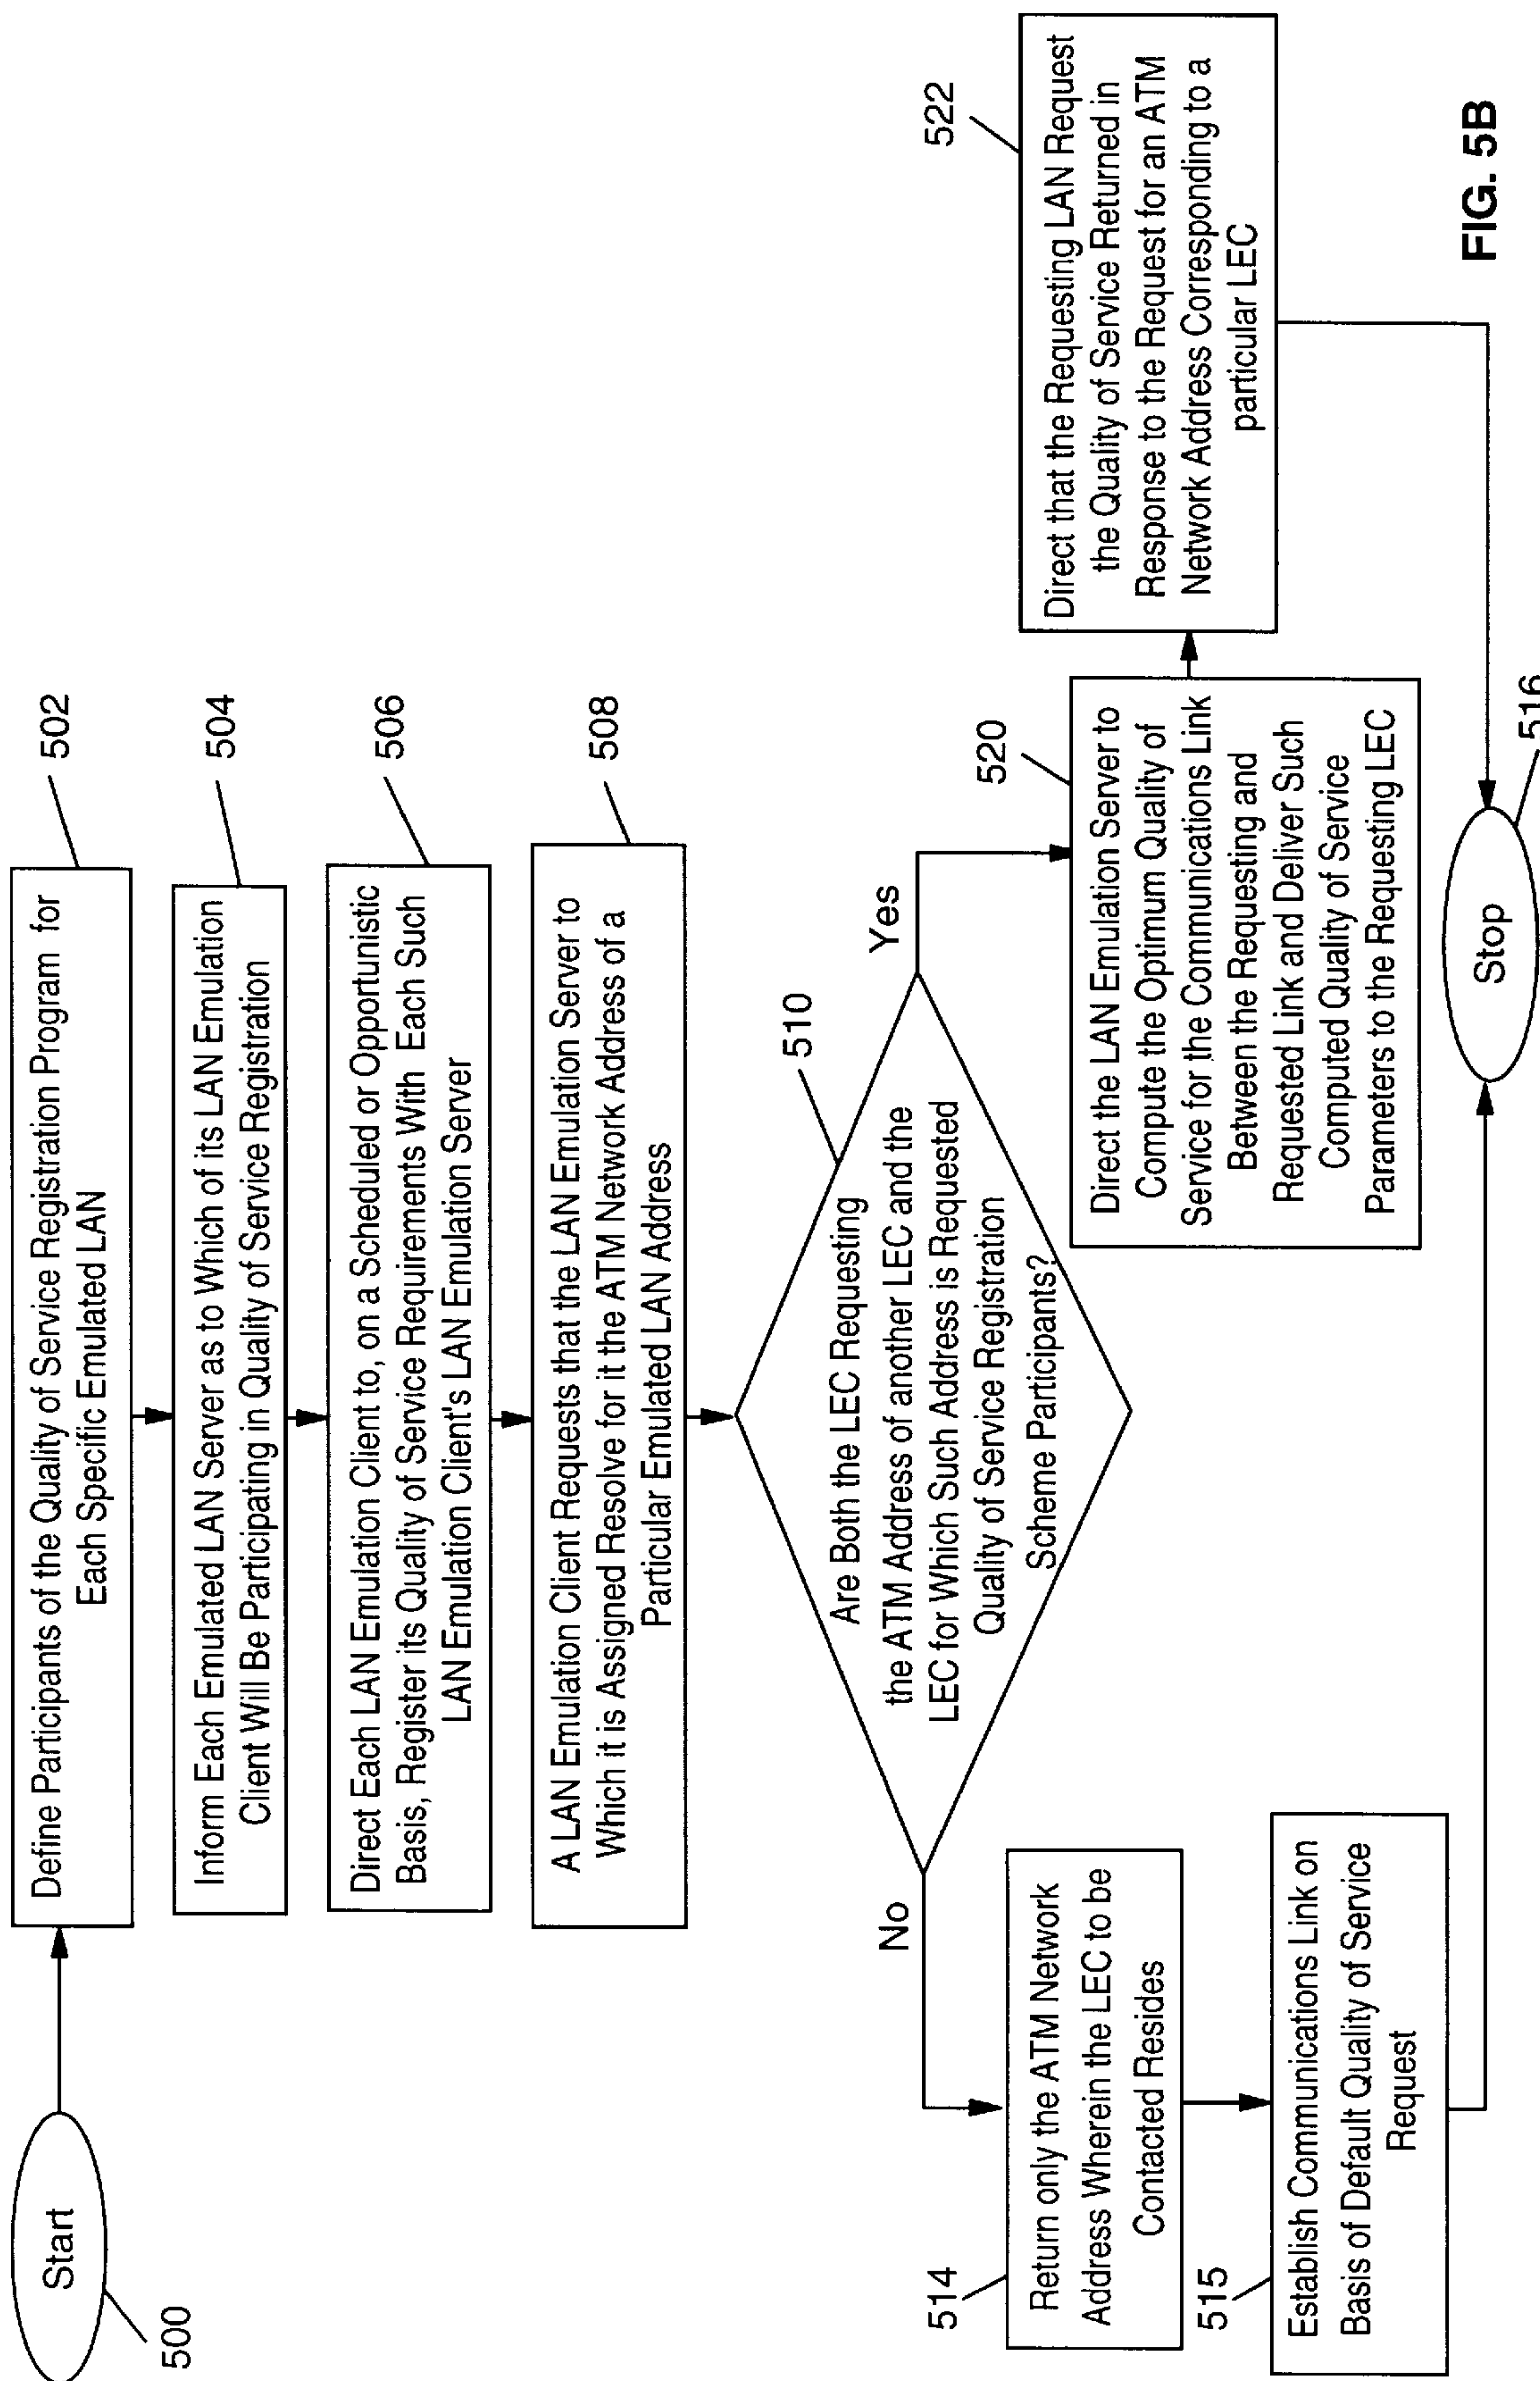 Start
500
Define Participants of the Quality of Service Registration Program for
Each Specific Emulated LAN
502
Inform Each Emulated LAN Server as to Which of its LAN Emulation
Client Will Be Participating in Quality of Service Registration
504
Direct Each LAN Emulation Client to, on a Scheduled or Opportunistic
Basis, Register its Quality of Service Requirements With Each Such
LAN Emulation Client's LAN Emulation Server
506
A LAN Emulation Client Requests that the LAN Emulation Server to
Which it is Assigned Resolve for it the ATM Network Address of a
Particular Emulated LAN Address
508
510
Are Both the LEC Requesting
the ATM Address of another LEC and the
LEC for Which Such Address is Requested
Quality of Service Registration
Scheme Participants?
No
Yes
514
Return only the ATM Network
Address Wherein the LEC to be
Contacted Resides
515
Establish Communications Link on
Basis of Default Quality of Service
Request
520
Direct the LAN Emulation Server to
Compute the Optimum Quality of
Service for the Communications Link
Between the Requesting and
Requested Link and Deliver Such
Computed Quality of Service
Parameters to the Requesting LEC
522
Direct that the Requesting LAN Request
the Quality of Service Returned in
Response to the Request for an ATM
Network Address Corresponding to a
particular LEC
Stop
516
FIG. 5B